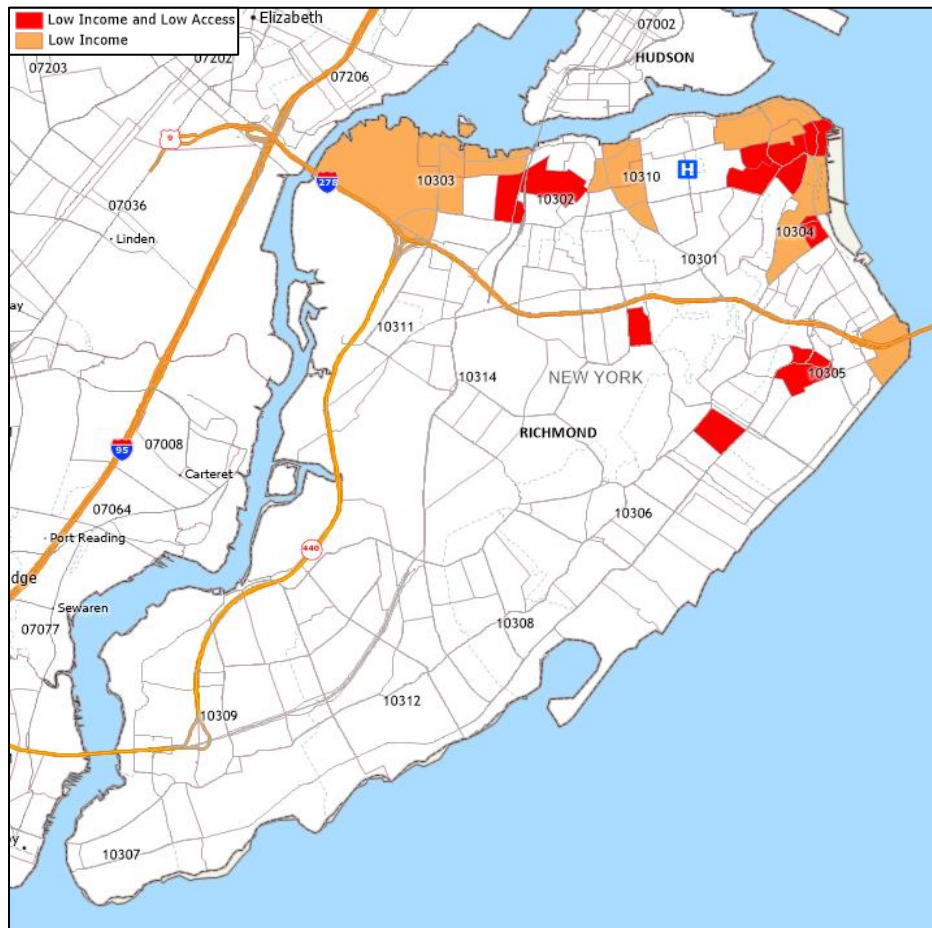 Low Income and Low Access
Low Income
Elizabeth
07002
HUDSON
07203
07202
07206
9
278
10303
10302
10310
H
07036
Linden
10304
10301
ay
10311
10314
NEW YORK
10305
RICHMOND
95
07008
Carteret
07064
10306
Port Reading
440
dge
Sewaren
07077
10308
10312
10309
oy
10307